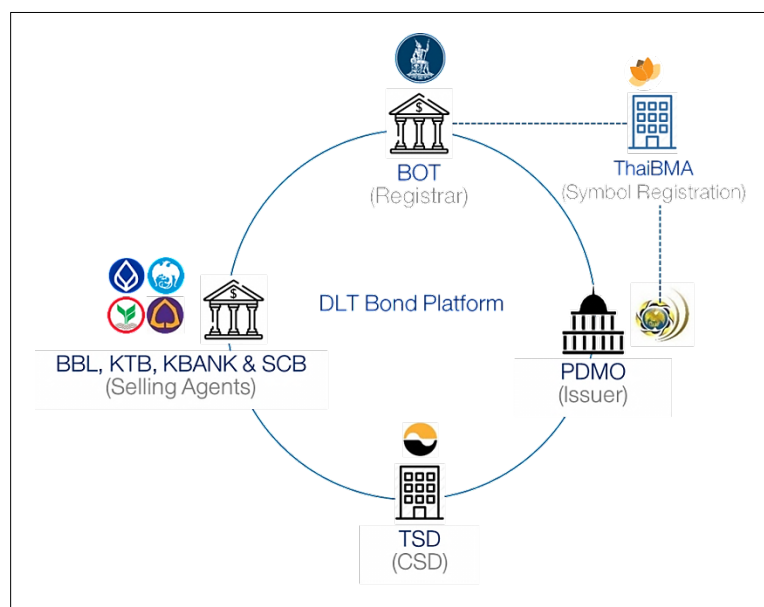 BOT
(Registrar)
ThaiBMA
(Symbol Registration)
DLT Bond Platform
BBL, KTB, KBANK & SCB
(Selling Agents)
PDMO
(Issuer)
TSD
(CSD)